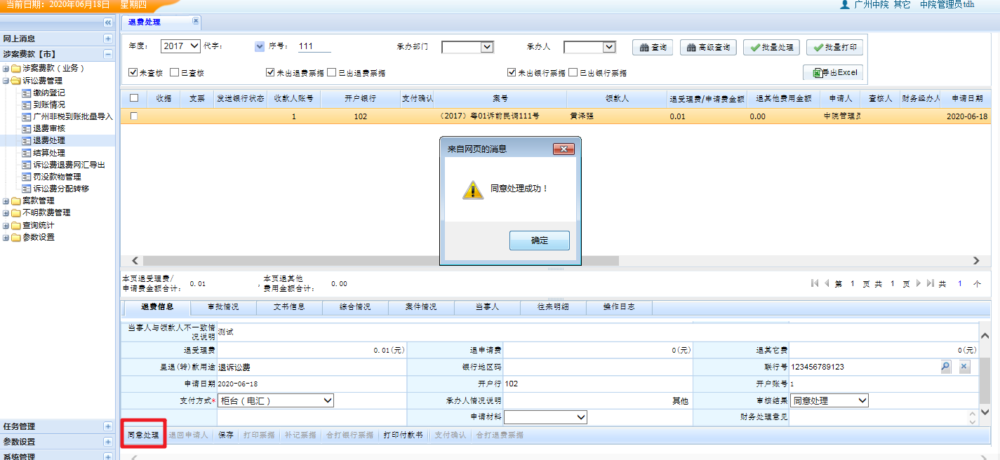 当前日期：2020年06月18日 星期四 广州中院 其它 中院管理员tdh
退费处理
网上消息
涉案费款【市】
涉案费款（业务）
诉讼费管理
缴纳登记
到账情况
广州非税到账批量导入
退费审核
退费处理
结算处理
诉讼费退费网汇导出
罚没款物管理
诉讼费分配转移
案款管理
不明款费管理
查询统计
参数设置
任务管理
参数设置
系统管理
年度： 2017 代字： 序号： 111 承办部门 承办人 查询 高级查询 批量处理 批量打印
未查核 已查核 未出退费票据 已出退费票据 未出银行票据 已出银行票据 导出Excel
收据 支票 发送银行状态 收款人账号 开户银行 支付确认 案号 领款人 退受理费/申请费金额 退其他费用金额 申请人 查核人 财务经办人 申请日期
1 102 （2017）粤01诉前民调111号 黄泽强 0.01 0.00 中院管理员 2020-06-18
来自网页的消息
同意处理成功！
确定
本页退受理费/
申请费金额合计： 0.01 ，
本页退其他
费用金额合计： 0.00
第 1 页 共 1 页 共 1 个
退费信息 审批情况 文书信息 综合情况 案件情况 当事人 往来明细 操作日志
当事人与领款人不一致情
况说明 测试
退受理费 0.01(元) 退申请费 0(元) 退其它费 0(元)
呈退(转)款用途 退诉讼费 银行地区码 联行号 123456789123
申请日期 2020-06-18 开户行 102 开户账号 1
支付方式* 柜台（电汇） 承办人情况说明 其他 审核结果 同意处理
申请材料 财务处理意见
同意处理 退回申请人 保存 打印票据 补记票据 合打银行票据 打印付款书 支付确认 合打退费票据